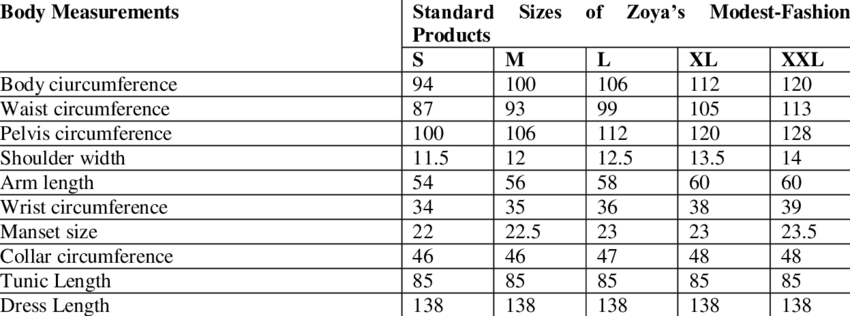 Body Measurements Standard Sizes of Zoya's Modest-Fashion
Products
S M L XL XXL
Body ciurcumference 94 100 106 112 120
Waist circumference 87 93 99 105 113
Pelvis circumference 100 106 112 120 128
Shoulder width 11.5 12 12.5 13.5 14
Arm length 54 56 58 60 60
Wrist circumference 34 35 36 38 39
Manset size 22 22.5 23 23 23.5
Collar circumference 46 46 47 48 48
Tunic Length 85 85 85 85 85
Dress Length 138 138 138 138 138